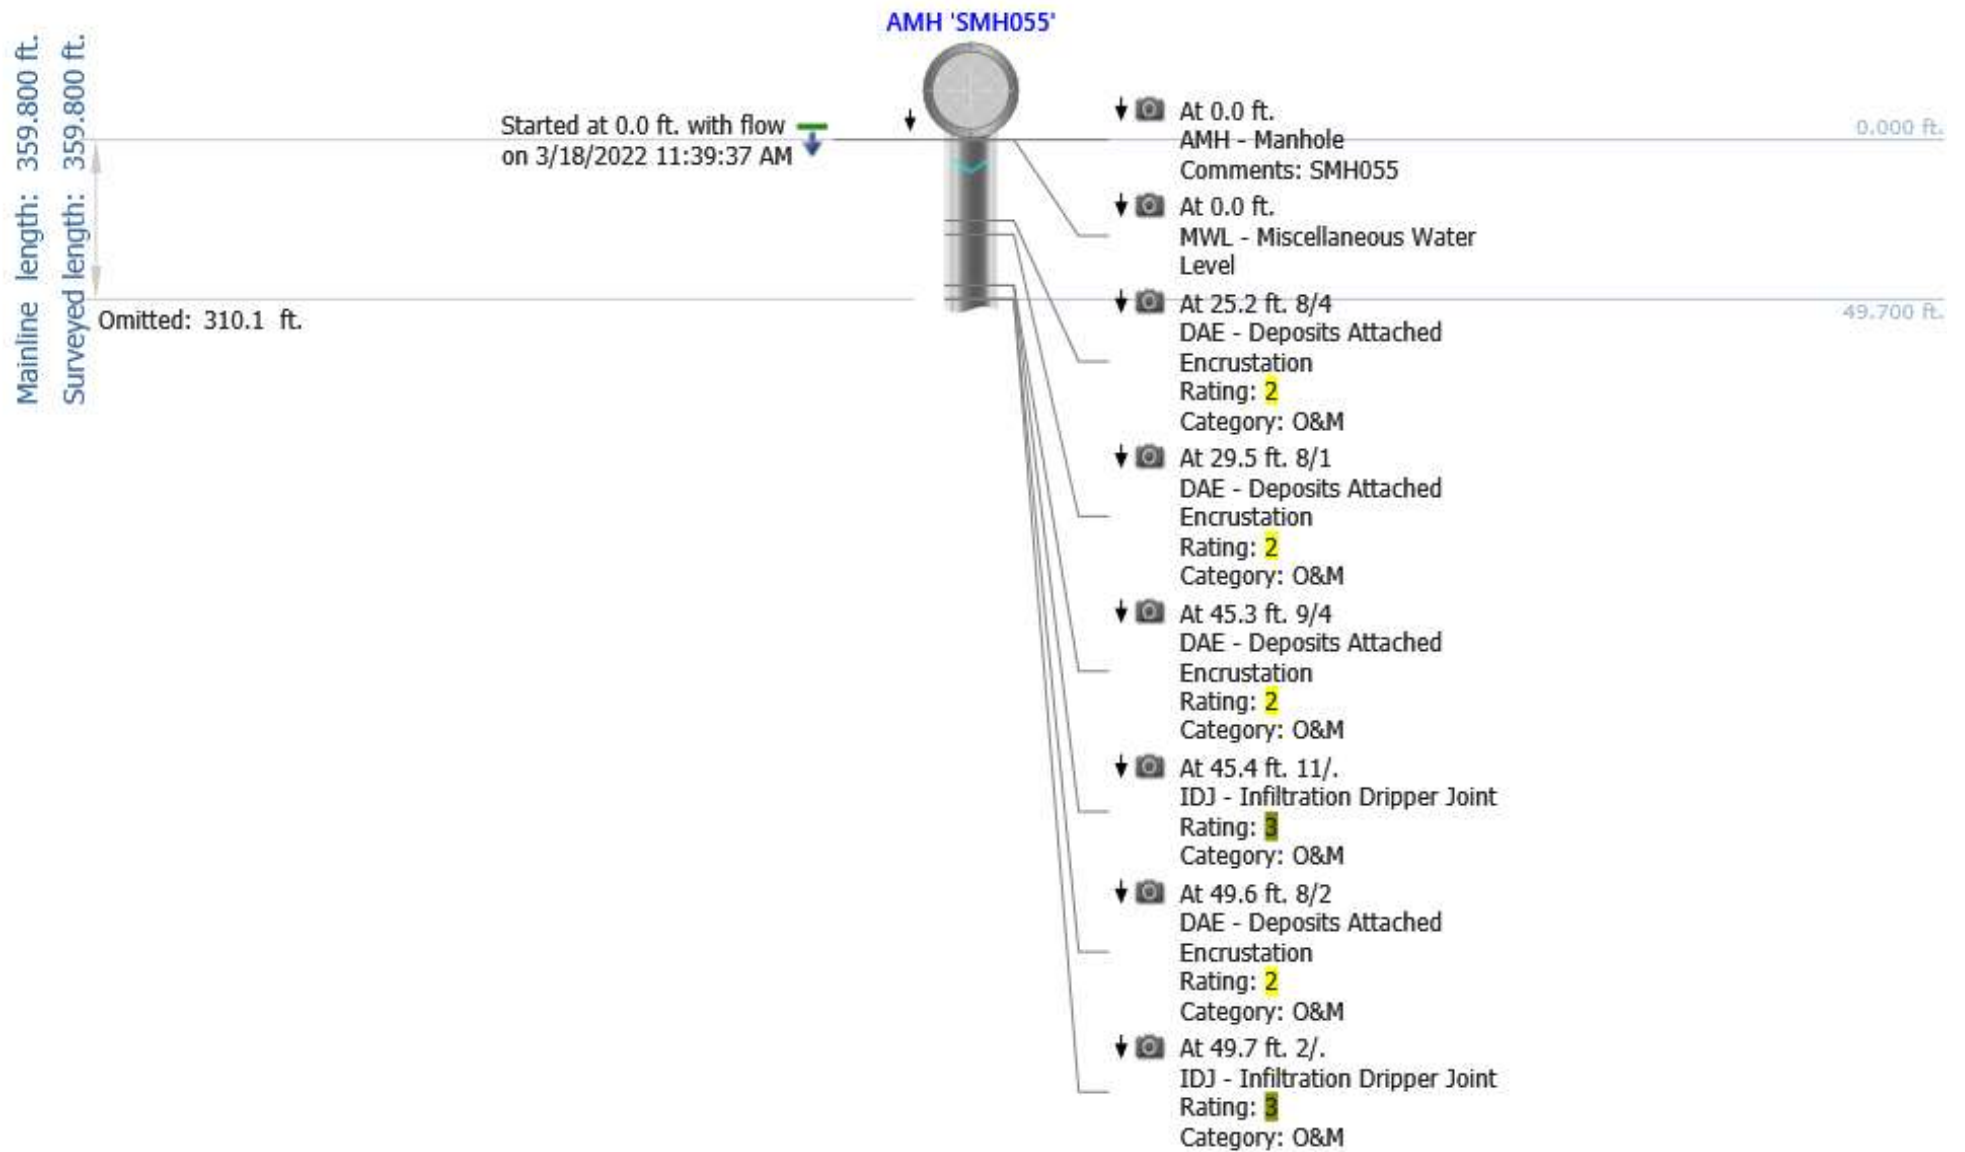 AMH 'SMH055'
Mainline length: 359.800 ft.
Surveyed length: 359.800 ft.
Started at 0.0 ft. with flow
on 3/18/2022 11:39:37 AM
0.000 ft.
49.700 ft.
Omitted: 310.1 ft.
At 0.0 ft.
AMH - Manhole
Comments: SMH055
At 0.0 ft.
MWL - Miscellaneous Water
Level
At 25.2 ft. 8/4
DAE - Deposits Attached
Encrustation
Rating: 2
Category: O&M
At 29.5 ft. 8/1
DAE - Deposits Attached
Encrustation
Rating: 2
Category: O&M
At 45.3 ft. 9/4
DAE - Deposits Attached
Encrustation
Rating: 2
Category: O&M
At 45.4 ft. 11/.
IDJ - Infiltration Dripper Joint
Rating: 3
Category: O&M
At 49.6 ft. 8/2
DAE - Deposits Attached
Encrustation
Rating: 2
Category: O&M
At 49.7 ft. 2/.
IDJ - Infiltration Dripper Joint
Rating: 3
Category: O&M